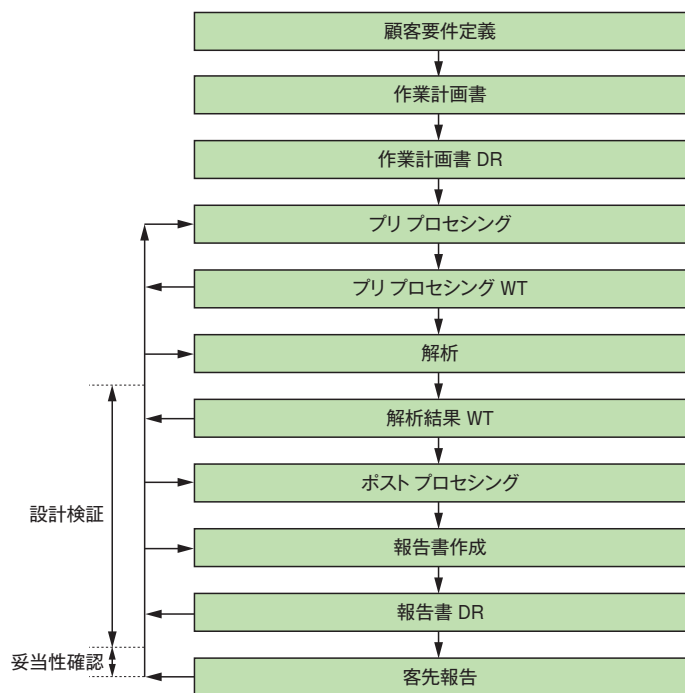 顧客要件定義
作業計画書
作業計画書 DR
プリ プロセシング
プリ プロセシング WT
解析
解析結果 WT
ポスト プロセシング
設計検証
報告書作成
報告書 DR
妥当性確認
客先報告